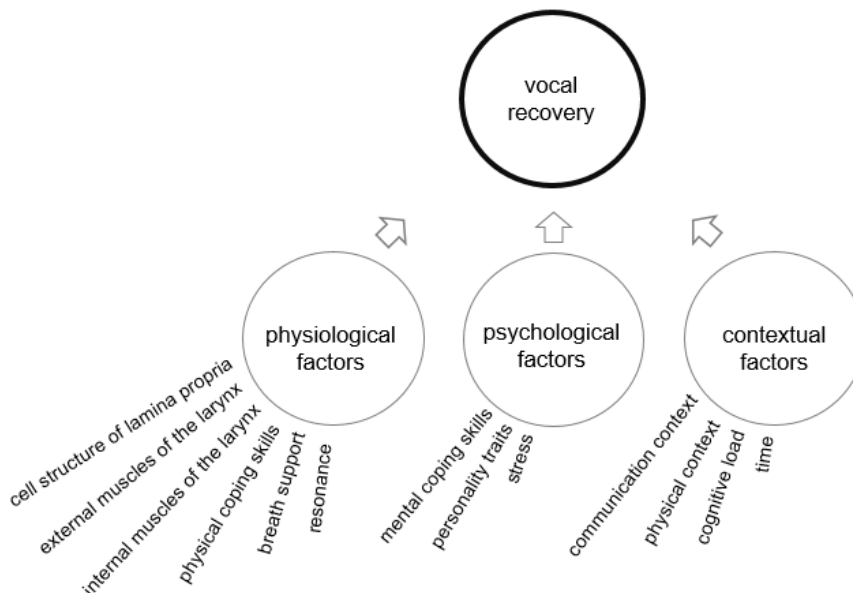 vocal
recovery
physiological
factors
psychological
factors
contextual
factors
cell structure of lamina propria
external muscles of the larynx
internal muscles of the larynx
physical coping skills
breath support
resonance
mental coping skills
personality traits
stress
communication context
physical context
cognitive load
time